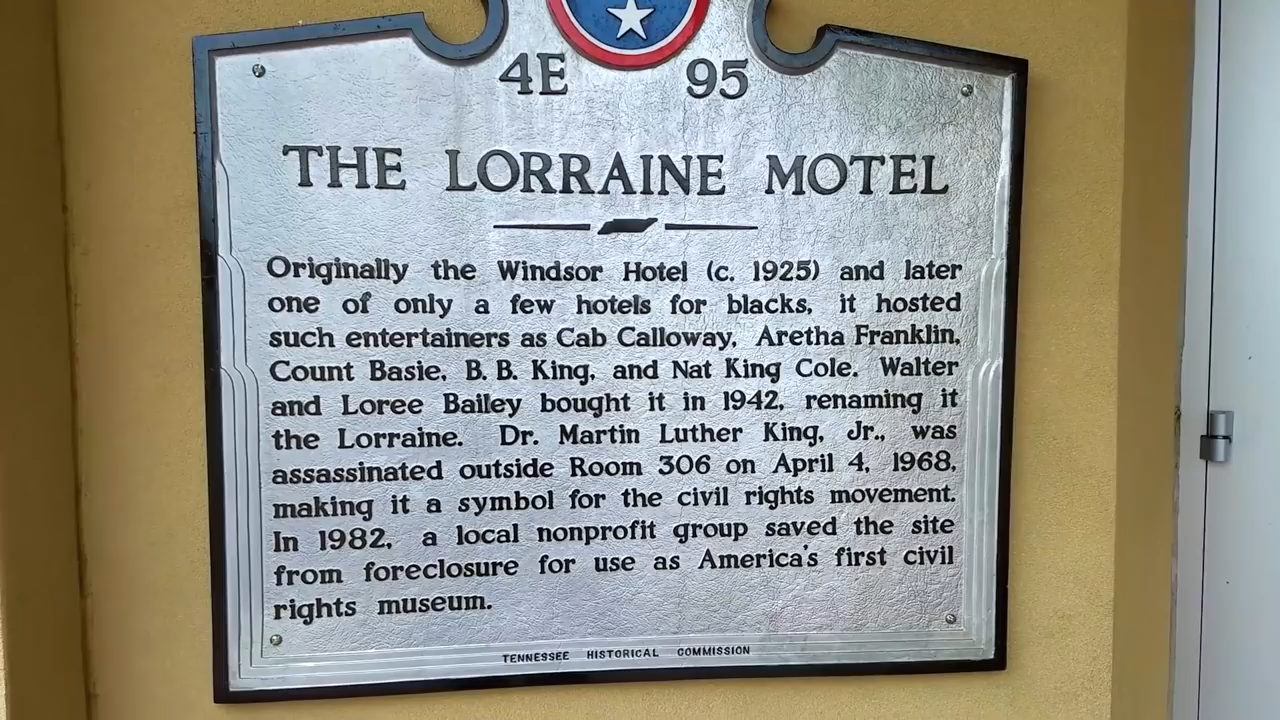 4E 95
THE LORRAINE MOTEL
Originally the Windsor Hotel (c. 1925) and later
one of only a few hotels for blacks, it hosted
such entertainers as Cab Calloway, Aretha Franklin,
Count Basie, B. B. King, and Nat King Cole. Walter
and Loree Bailey bought it in 1942, renaming it
the Lorraine. Dr. Martin Luther King, Jr., was
assassinated outside Room 306 on April 4, 1968,
making it a symbol for the civil rights movement.
In 1982, a local nonprofit group saved the site
from foreclosure for use as America's first civil
rights museum.
TENNESSEE HISTORICAL COMMISSION